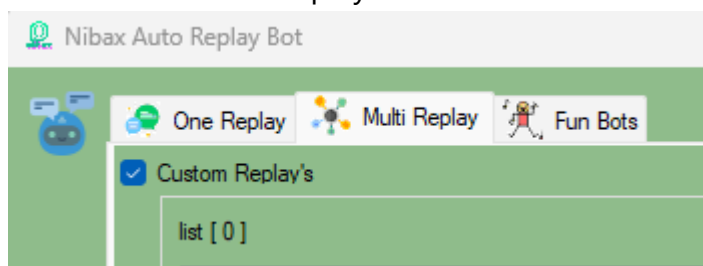 Nibax Auto Replay Bot
One Replay Multi Replay Fun Bots
Custom Replay's
list [ 0 ]